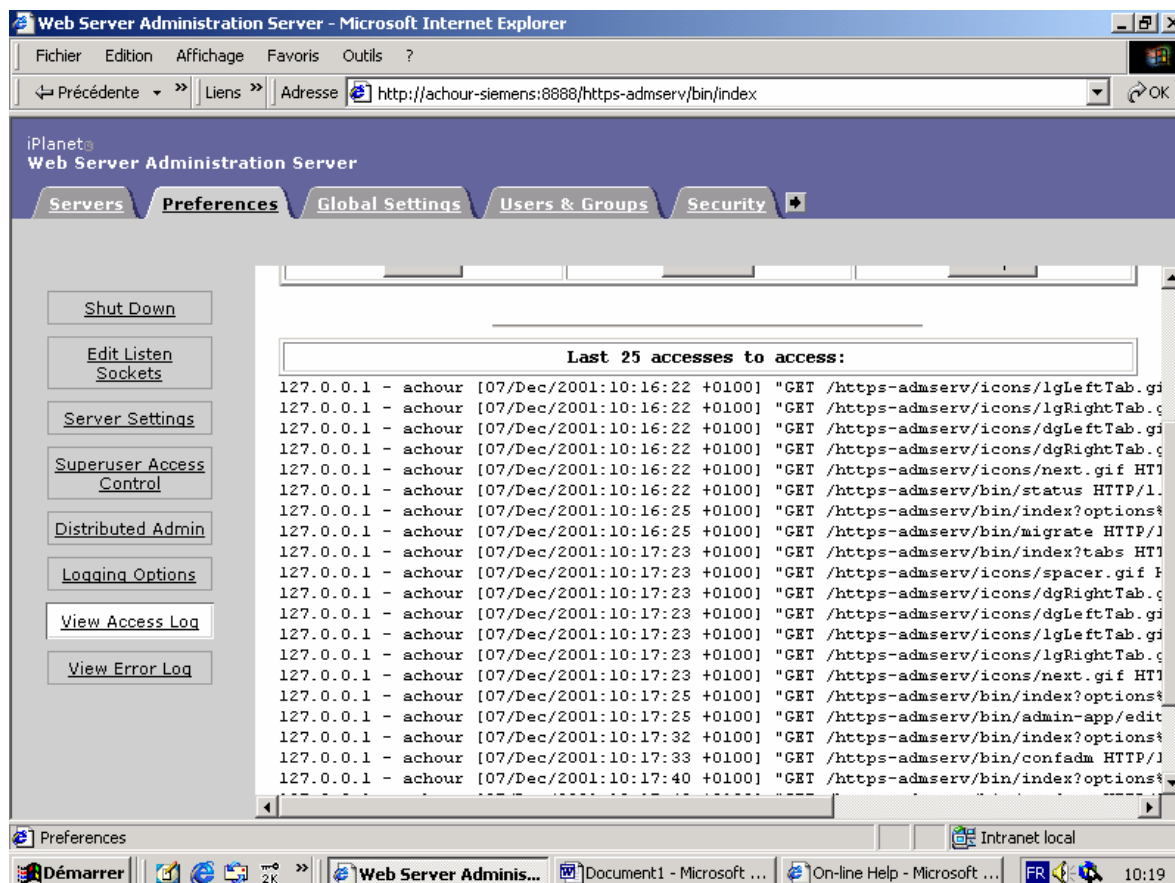 Web Server Administration Server - Microsoft Internet Explorer
Fichier Edition Affichage Favoris Outils ?
Précédente » Liens » Adresse http://achour-siemens:8888/https-admserv/bin/index OK
iPlanet
Web Server Administration Server
Servers Preferences Global Settings Users & Groups Security
Shut Down
Edit Listen
Sockets
Server Settings
Superuser Access
Control
Distributed Admin
Logging Options
View Access Log
View Error Log
Last 25 accesses to access:
127.0.0.1 - achour [07/Dec/2001:10:16:22 +0100] "GET /https-admserv/icons/lgLeftTab.gi
127.0.0.1 - achour [07/Dec/2001:10:16:22 +0100] "GET /https-admserv/icons/lgRightTab.g
127.0.0.1 - achour [07/Dec/2001:10:16:22 +0100] "GET /https-admserv/icons/dgLeftTab.gi
127.0.0.1 - achour [07/Dec/2001:10:16:22 +0100] "GET /https-admserv/icons/dgRightTab.g
127.0.0.1 - achour [07/Dec/2001:10:16:22 +0100] "GET /https-admserv/icons/next.gif HTT
127.0.0.1 - achour [07/Dec/2001:10:16:22 +0100] "GET /https-admserv/bin/status HTTP/1.
127.0.0.1 - achour [07/Dec/2001:10:16:25 +0100] "GET /https-admserv/bin/index?options%
127.0.0.1 - achour [07/Dec/2001:10:16:25 +0100] "GET /https-admserv/bin/migrate HTTP/1
127.0.0.1 - achour [07/Dec/2001:10:17:23 +0100] "GET /https-admserv/bin/index?tabs HTT
127.0.0.1 - achour [07/Dec/2001:10:17:23 +0100] "GET /https-admserv/icons/spacer.gif H
127.0.0.1 - achour [07/Dec/2001:10:17:23 +0100] "GET /https-admserv/icons/dgRightTab.g
127.0.0.1 - achour [07/Dec/2001:10:17:23 +0100] "GET /https-admserv/icons/dgLeftTab.gi
127.0.0.1 - achour [07/Dec/2001:10:17:23 +0100] "GET /https-admserv/icons/lgLeftTab.gi
127.0.0.1 - achour [07/Dec/2001:10:17:23 +0100] "GET /https-admserv/icons/lgRightTab.g
127.0.0.1 - achour [07/Dec/2001:10:17:23 +0100] "GET /https-admserv/icons/next.gif HTT
127.0.0.1 - achour [07/Dec/2001:10:17:25 +0100] "GET /https-admserv/bin/index?options%
127.0.0.1 - achour [07/Dec/2001:10:17:25 +0100] "GET /https-admserv/bin/admin-app/edit
127.0.0.1 - achour [07/Dec/2001:10:17:32 +0100] "GET /https-admserv/bin/index?options%
127.0.0.1 - achour [07/Dec/2001:10:17:33 +0100] "GET /https-admserv/bin/confadm HTTP/1
127.0.0.1 - achour [07/Dec/2001:10:17:40 +0100] "GET /https-admserv/bin/index?options%
Preferences Intranet local
Démarrer 2K » Web Server Adminis... Document1 - Microsoft ... On-line Help - Microsoft ... FR 10:19